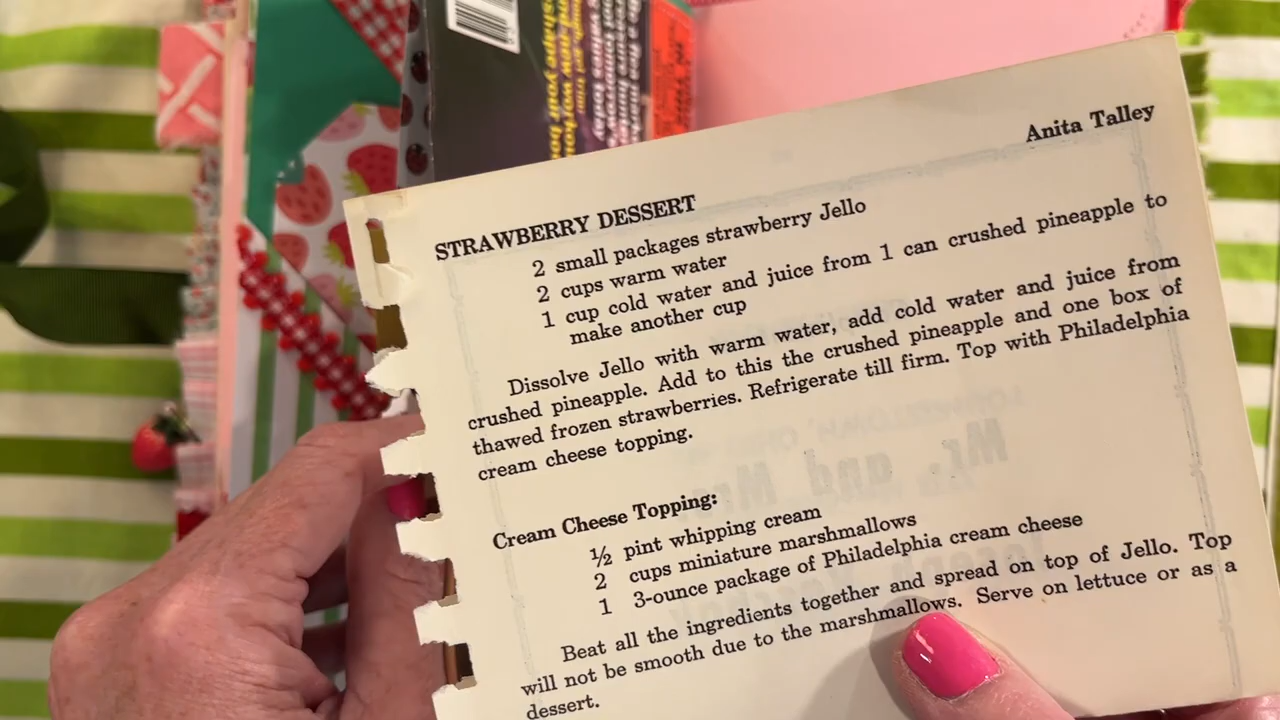 Anita Talley
STRAWBERRY DESSERT
2 small packages strawberry Jello
2 cups warm water
1 cup cold water and juice from 1 can crushed pineapple to
make another cup
Dissolve Jello with warm water, add cold water and juice from
crushed pineapple. Add to this the crushed pineapple and one box of
thawed frozen strawberries. Refrigerate till firm. Top with Philadelphia
cream cheese topping.
Cream Cheese Topping:
½ pint whipping cream
2 cups miniature marshmallows
1 3-ounce package of Philadelphia cream cheese
Beat all the ingredients together and spread on top of Jello. Top
will not be smooth due to the marshmallows. Serve on lettuce or as a
dessert.
Mr. and